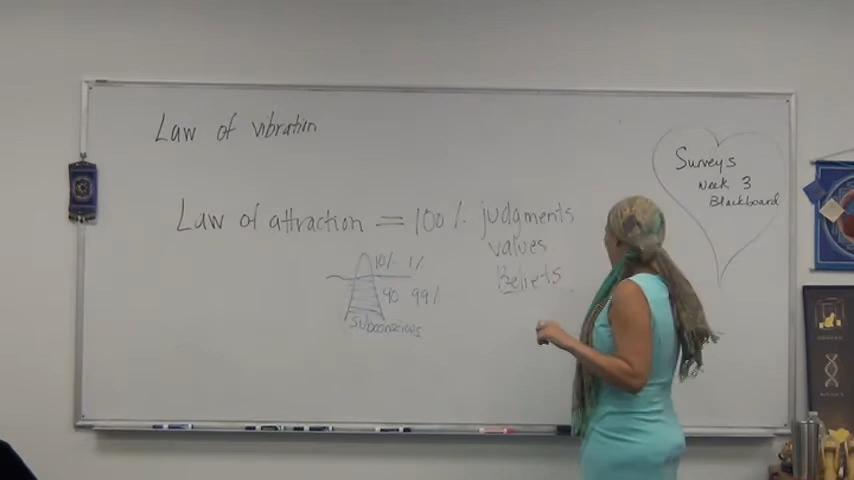 Law of vibration
Law of attraction = 100% judgments
values
Beliefs
10% 1%
90 99%
subconscious
Surveys
Week 3
Blackboard